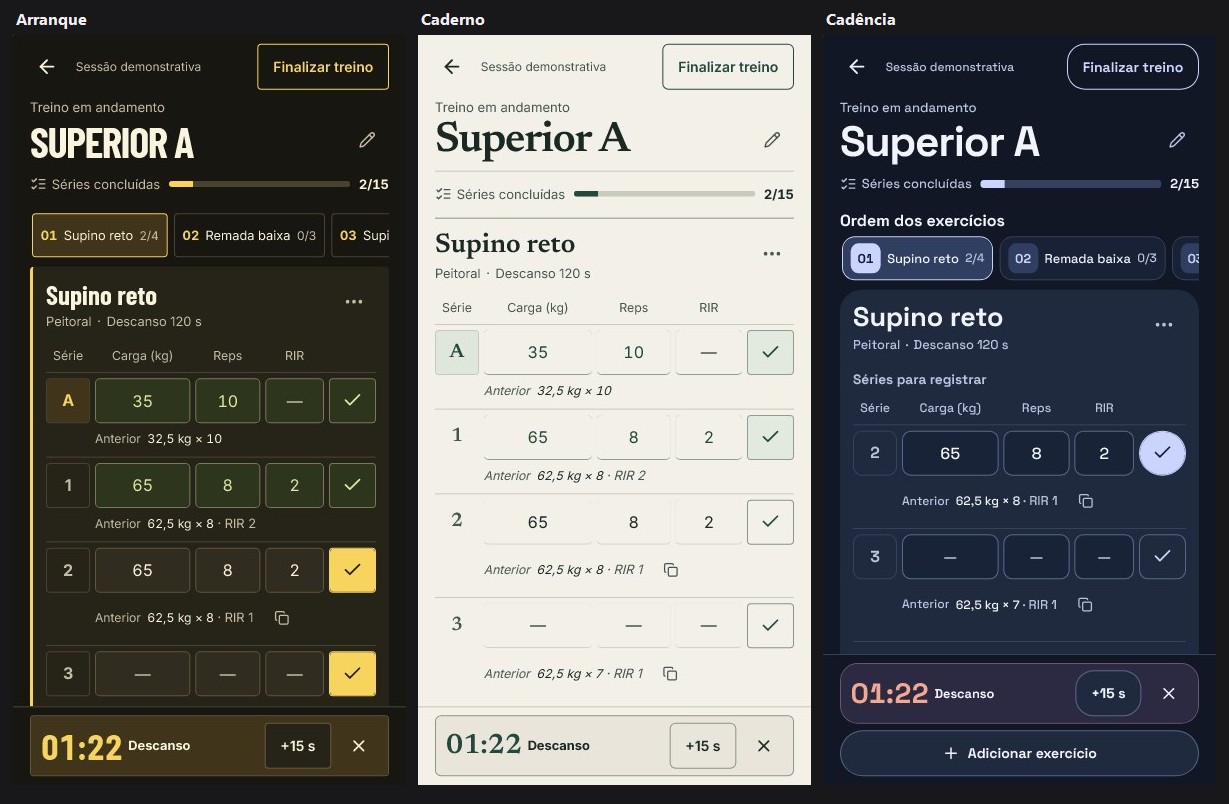 Arranque
Sessão demonstrativa
Finalizar treino
Treino em andamento
SUPERIOR A
Séries concluídas 2/15
01 Supino reto 2/4 02 Remada baixa 0/3 03 Supi
Supino reto
Peitoral · Descanso 120 s
Série Carga (kg) Reps RIR
A 35 10 —
Anterior 32,5 kg × 10
1 65 8 2
Anterior 62,5 kg × 8 · RIR 2
2 65 8 2
Anterior 62,5 kg × 8 · RIR 1
3 — — —
01:22 Descanso +15 s
Caderno
Sessão demonstrativa
Finalizar treino
Treino em andamento
Superior A
Séries concluídas 2/15
Supino reto
Peitoral · Descanso 120 s
Série Carga (kg) Reps RIR
A 35 10 —
Anterior 32,5 kg × 10
1 65 8 2
Anterior 62,5 kg × 8 · RIR 2
2 65 8 2
Anterior 62,5 kg × 8 · RIR 1
3 — — —
Anterior 62,5 kg × 7 · RIR 1
01:22 Descanso +15 s
Cadência
Sessão demonstrativa
Finalizar treino
Treino em andamento
Superior A
Séries concluídas 2/15
Ordem dos exercícios
01 Supino reto 2/4 02 Remada baixa 0/3 03
Supino reto
Peitoral · Descanso 120 s
Séries para registrar
Série Carga (kg) Reps RIR
2 65 8 2
Anterior 62,5 kg × 8 · RIR 1
3 — — —
Anterior 62,5 kg × 7 · RIR 1
01:22 Descanso +15 s
+ Adicionar exercício